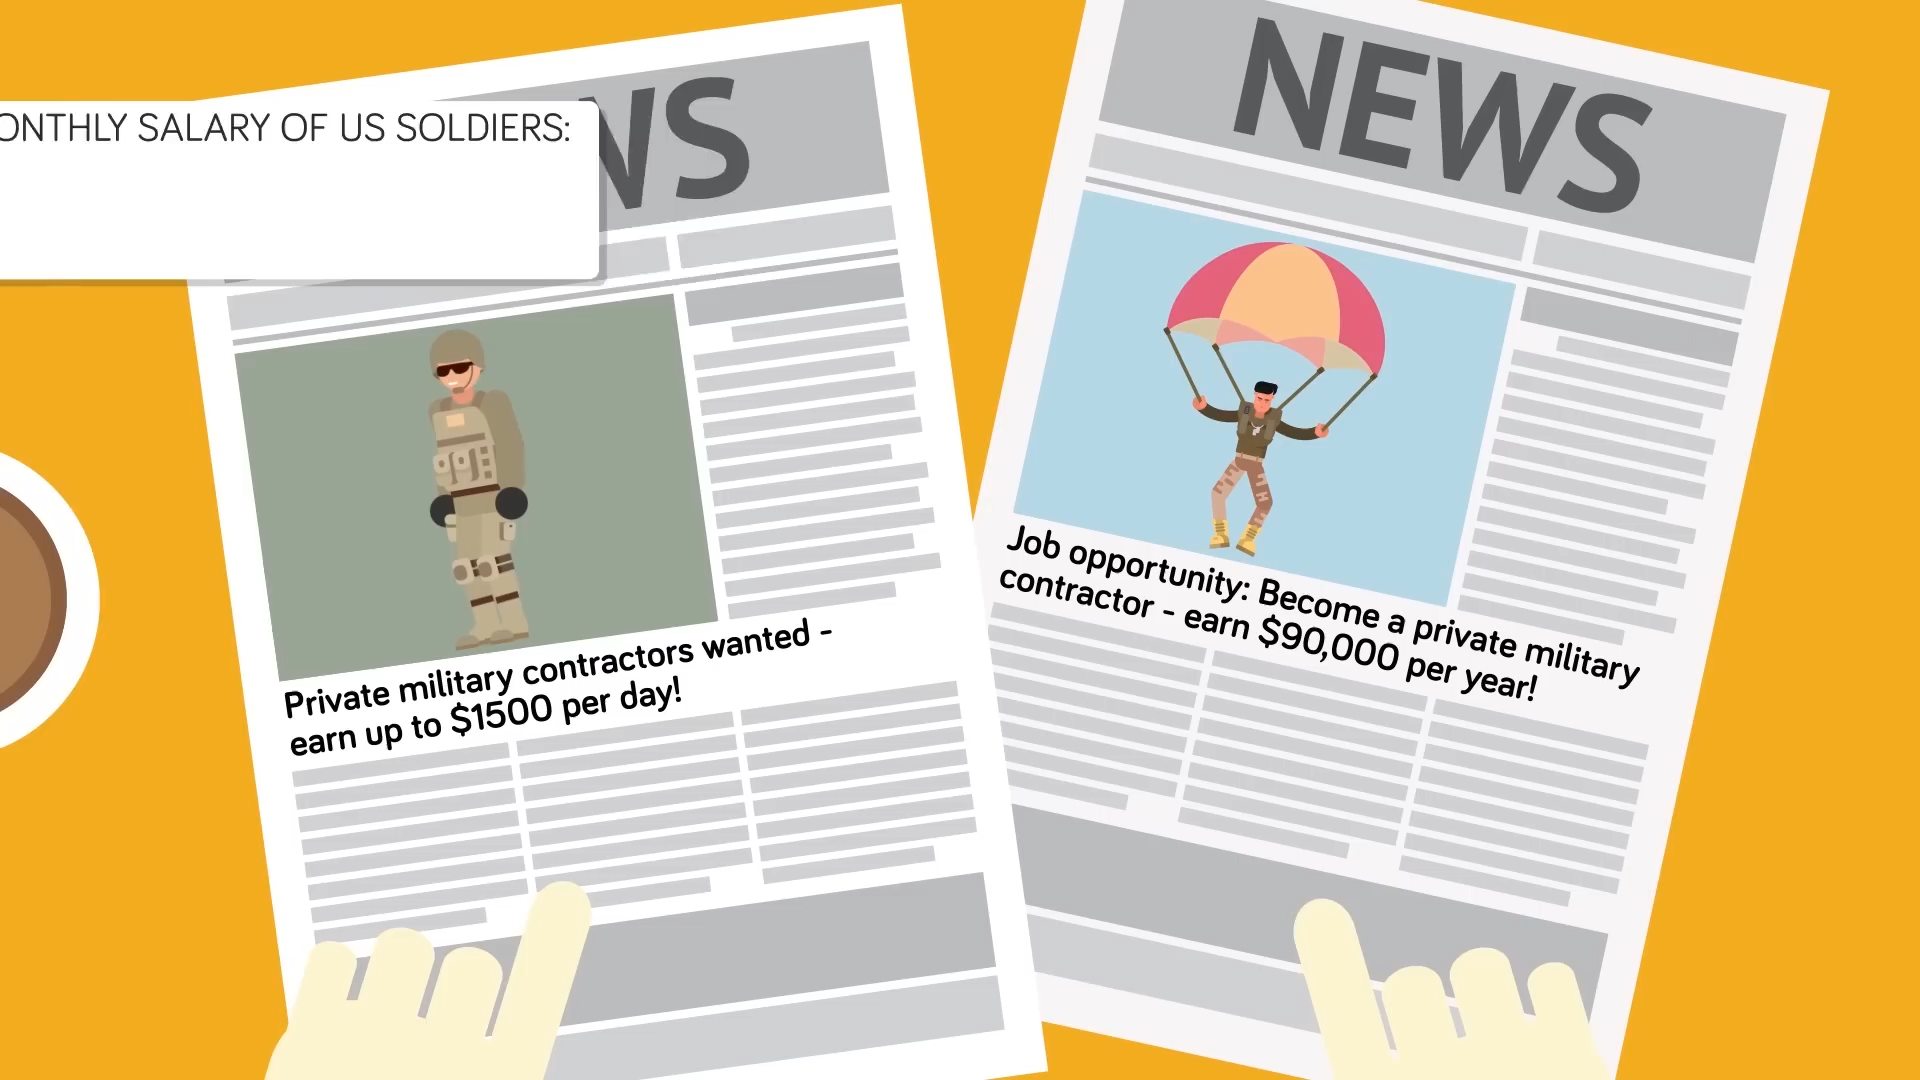 ONTHLY SALARY OF US SOLDIERS:
WS
NEWS
Private military contractors wanted -
earn up to $1500 per day!
Job opportunity: Become a private military
contractor - earn $90,000 per year!